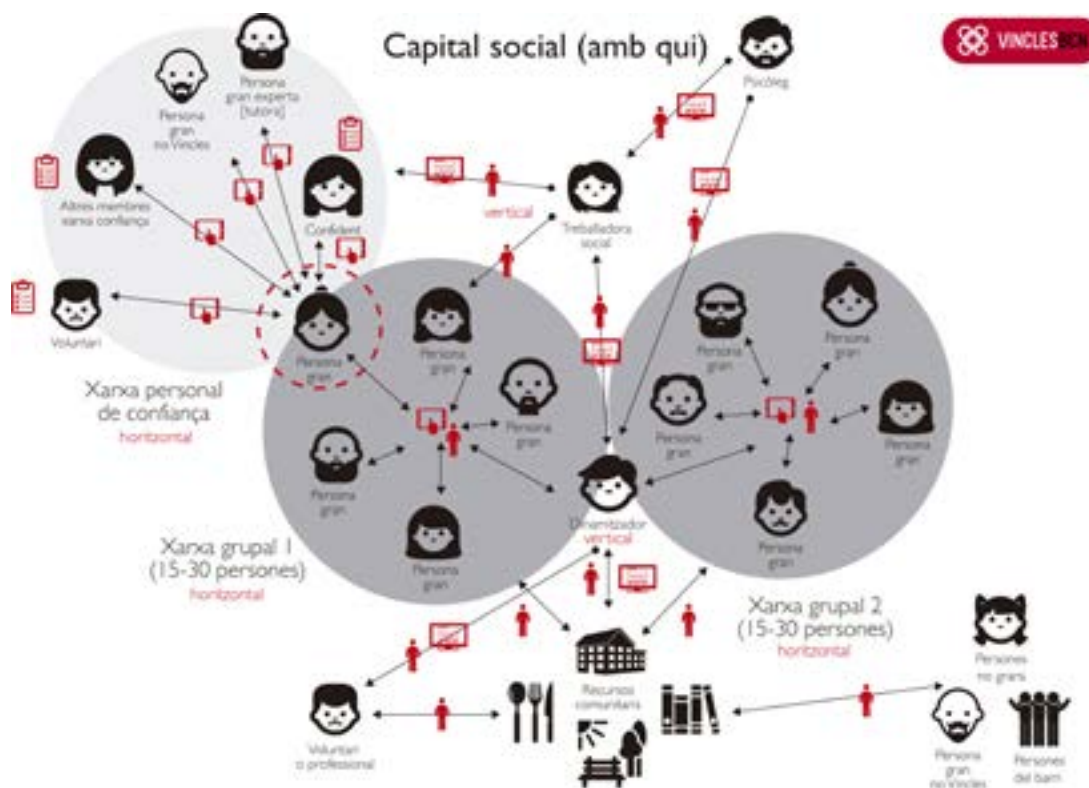 Capital social (amb qui)
VINCLESBCN
Psicòleg
Persona
gran experta
[tutora]
Persona
gran
no Vincles
Altres membres
xarxa confiança
Confident
vertical
Treballadora
social
Voluntari
Persona
gran
Xarxa personal
de confiança
horitzontal
Persona
gran
Persona
gran
Persona
gran
Persona
gran
Xarxa grupal 1
(15-30 persones)
horitzontal
Dinamitzador
vertical
Persona
gran
Persona
gran
Persona
gran
Persona
gran
Persona
gran
Xarxa grupal 2
(15-30 persones)
horitzontal
Recursos
comunitaris
Voluntari
o professional
Persones
no grans
Persona
gran
no Vincles
Persones
del barri